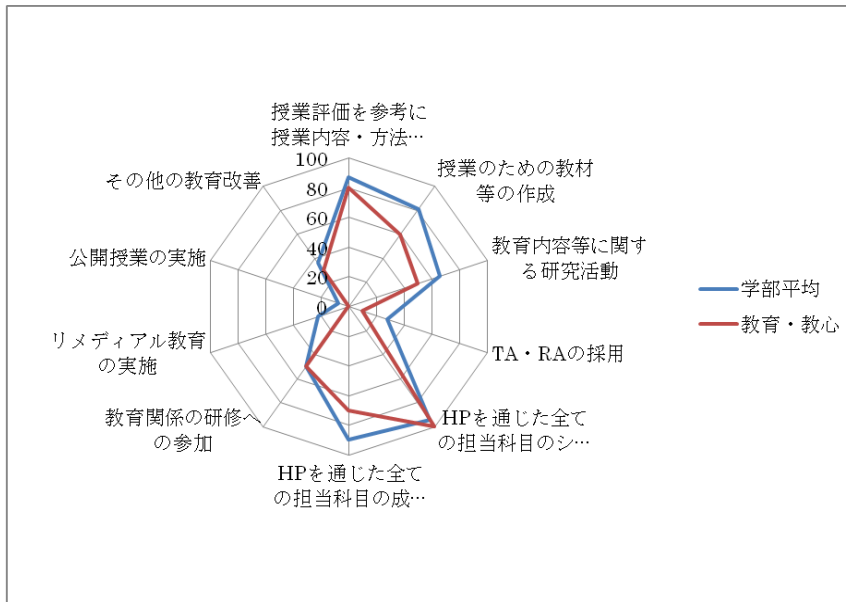 授業評価を参考に
授業内容・方法…
授業のための教材
等の作成
教育内容等に関す
る研究活動
TA・RAの採用
HPを通じた全ての
の担当科目のシ…
HPを通じた全て
の担当科目の成…
教育関係の研修へ
の参加
リメディアル教育
の実施
公開授業の実施
その他の教育改善
100
80
60
40
20
0
学部平均
教育・教心